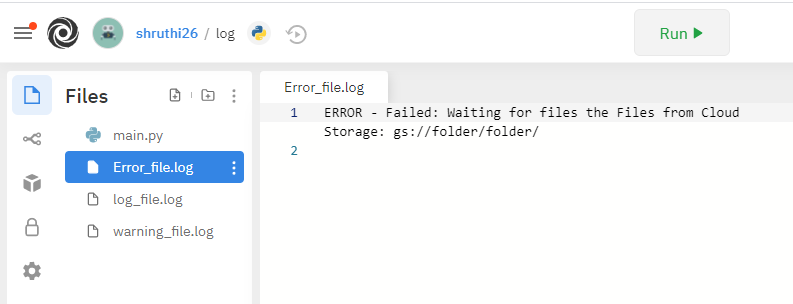 shruthi26 / log
Run
Files
main.py
Error_file.log
log_file.log
warning_file.log
Error_file.log
1 ERROR - Failed: Waiting for files the Files from Cloud
Storage: gs://folder/folder/
2